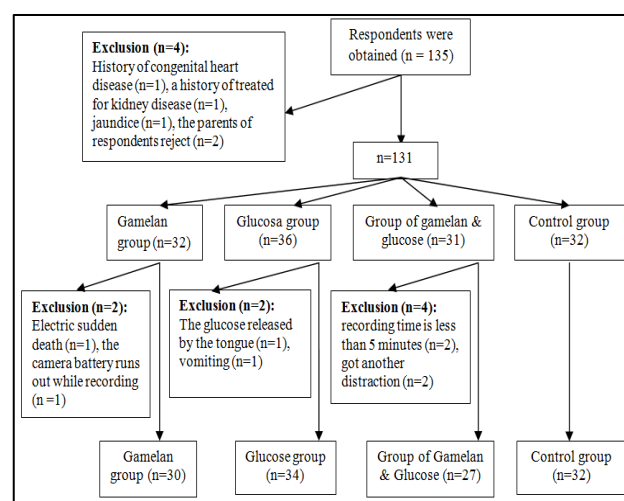 Respondents were
obtained (n = 135)
Exclusion (n=4):
History of congenital heart
disease (n=1), a history of treated
for kidney disease (n=1),
jaundice (n=1), the parents of
respondents reject (n=2)
n=131
Gamelan
group (n=32)
Glucosa group
(n=36)
Group of gamelan &
glucose (n=31)
Control group
(n=32)
Exclusion (n=2):
Electric sudden
death (n=1), the
camera battery runs
out while recording
(n =1)
Exclusion (n=2):
The glucose released
by the tongue (n=1),
vomiting (n=1)
Exclusion (n=4):
recording time is less
than 5 minutes (n=2),
got another
distraction (n=2)
Gamelan
group (n=30)
Glucose group
(n=34)
Group of Gamelan
& Glucose (n=27)
Control group
(n=32)